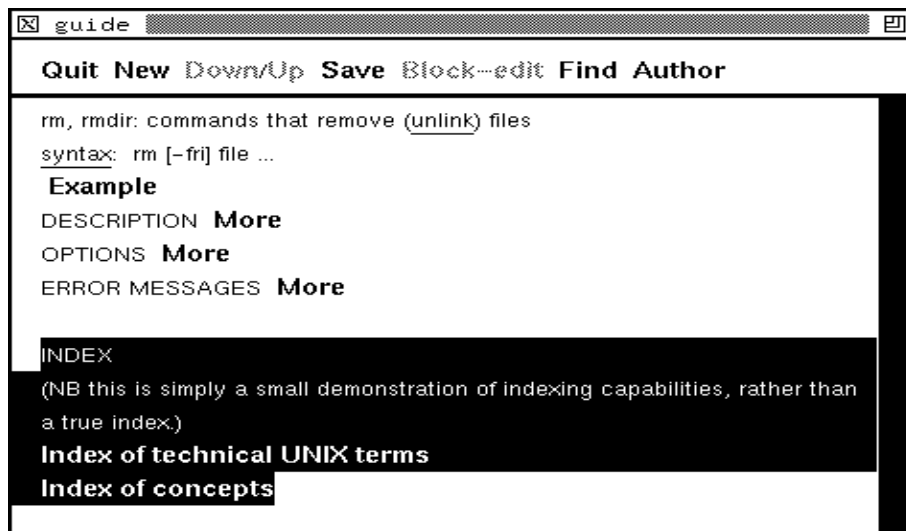 guide
Quit New Down/Up Save Block-edit Find Author
rm, rmdir: commands that remove (unlink) files
syntax: rm [-fri] file ...
Example
DESCRIPTION More
OPTIONS More
ERROR MESSAGES More
INDEX
(NB this is simply a small demonstration of indexing capabilities, rather than
a true index.)
Index of technical UNIX terms
Index of concepts